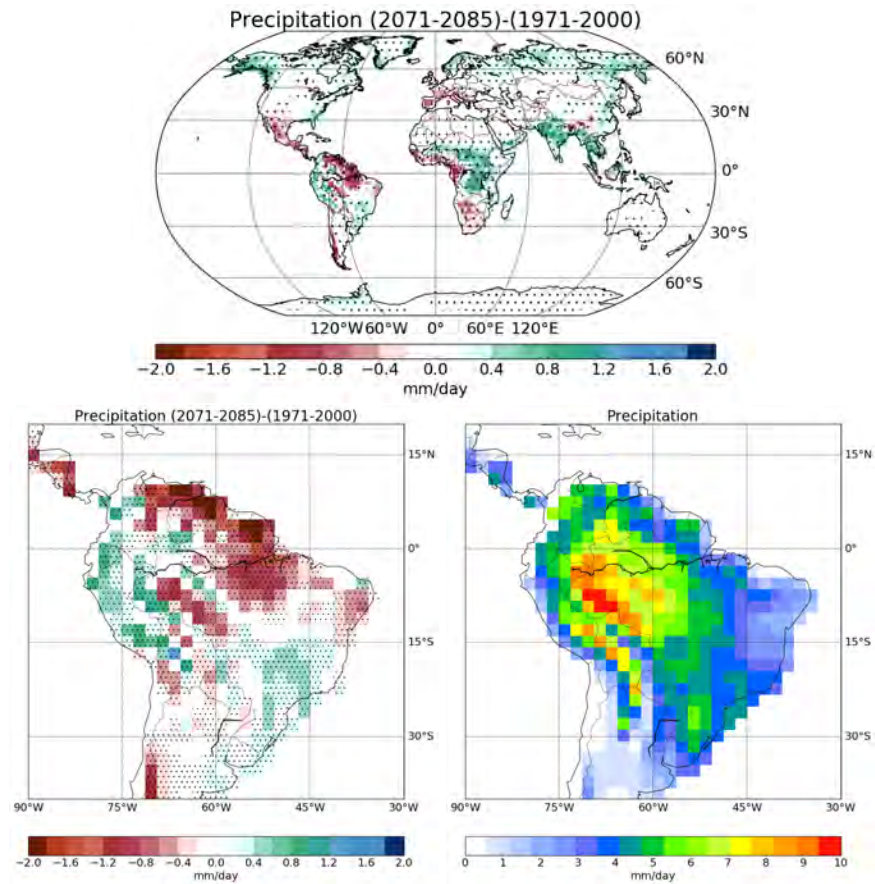 Precipitation (2071-2085)-(1971-2000)
60°N
30°N
0°
30°S
60°S
120°W 60°W 0° 60°E 120°E
−2.0 −1.6 −1.2 −0.8 −0.4 0.0 0.4 0.8 1.2 1.6 2.0
mm/day
Precipitation (2071-2085)-(1971-2000)
15°N
0°
15°S
30°S
90°W 75°W 60°W 45°W 30°W
−2.0 −1.6 −1.2 −0.8 −0.4 0.0 0.4 0.8 1.2 1.6 2.0
mm/day
Precipitation
15°N
0°
15°S
30°S
90°W 75°W 60°W 45°W 30°W
0 1 2 3 4 5 6 7 8 9 10
mm/day